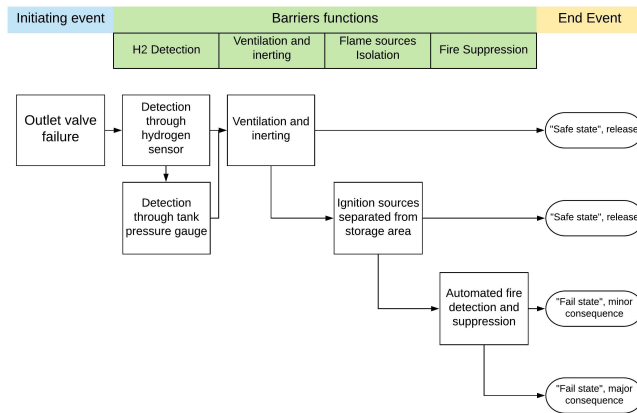 Initiating event
Barriers functions
End Event
H2 Detection
Ventilation and
inerting
Flame sources
Isolation
Fire Suppression
Outlet valve
failure
Detection
through
hydrogen
sensor
Ventilation and
inerting
"Safe state", release
Detection
through tank
pressure gauge
Ignition sources
separated from
storage area
"Safe state", release
Automated fire
detection and
suppression
"Fail state", minor
consequence
"Fail state", major
consequence